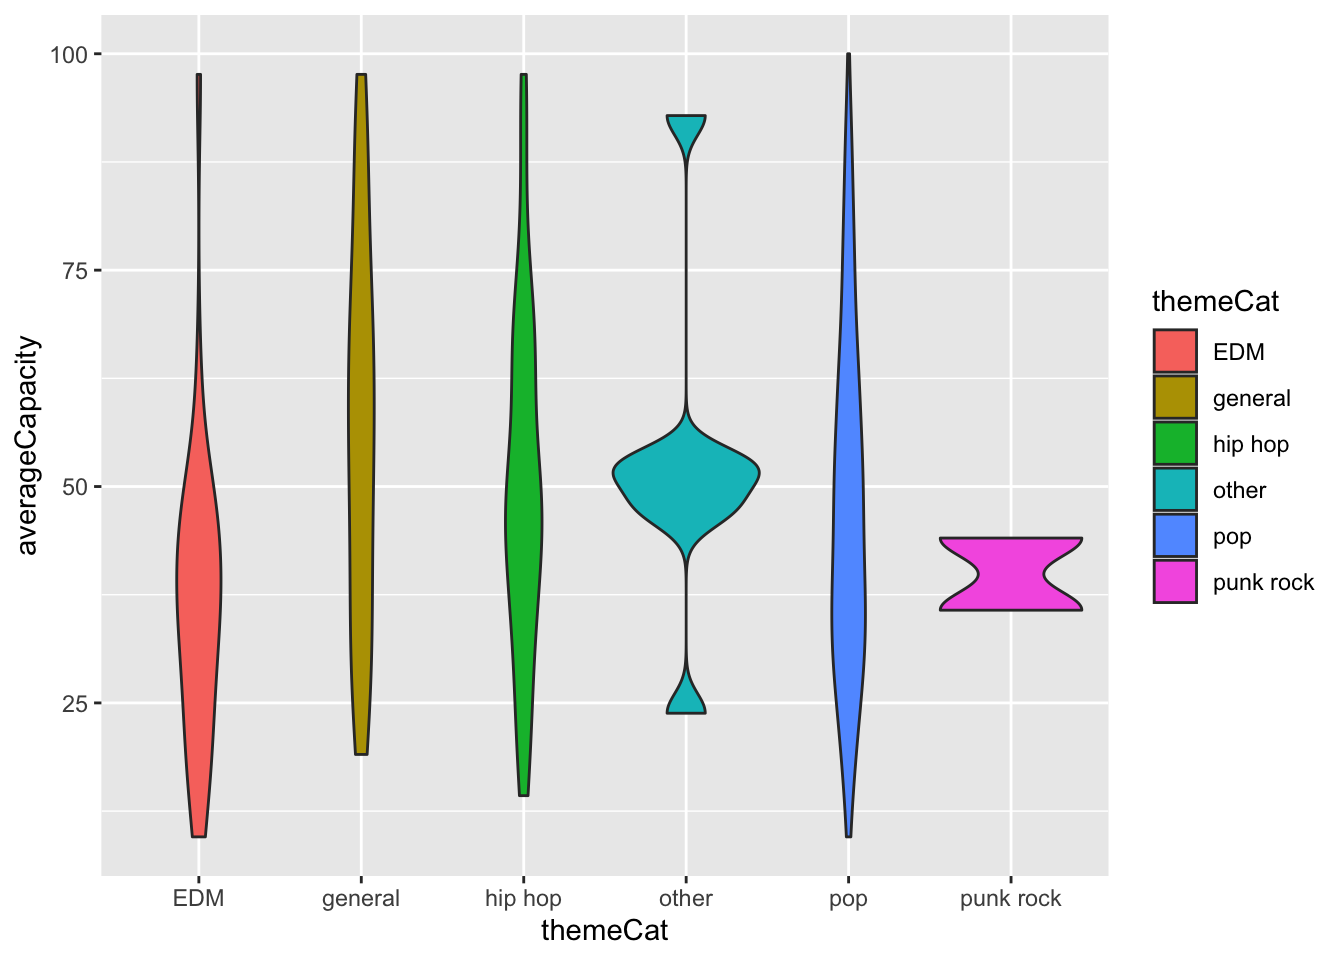 averageCapacity
100
75
50
25
EDM
general
hip hop
other
pop
punk rock
themeCat
themeCat
EDM
general
hip hop
other
pop
punk rock